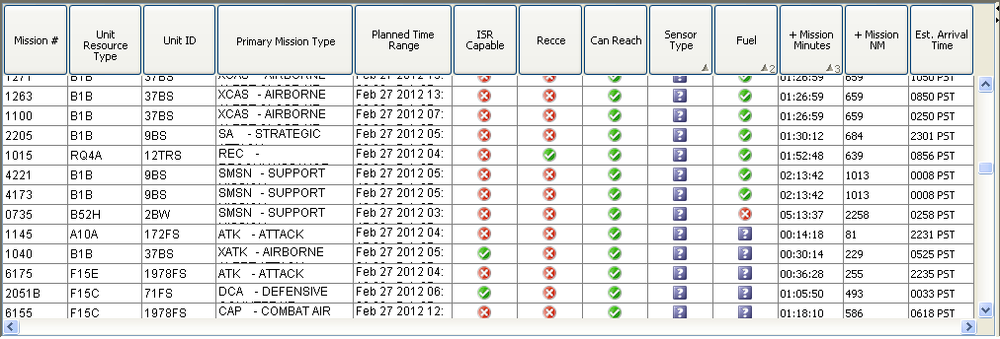 Mission # Unit Resource Type Unit ID Primary Mission Type Planned Time Range ISR Capable Recce Can Reach Sensor Type Fuel + Mission Minutes + Mission NM Est. Arrival Time
2 3
1271 B1B 37BS XCAS - AIRBORNE Feb 27 2012 13: 01:26:59 659 1050 PST
1263 B1B 37BS XCAS - AIRBORNE Feb 27 2012 13: ? 01:26:59 659 0850 PST
1100 B1B 37BS XCAS - AIRBORNE Feb 27 2012 07: ? 01:26:59 659 0250 PST
2205 B1B 9BS SA - STRATEGIC Feb 27 2012 05: ? 01:30:12 684 2301 PST
1015 RQ4A 12TRS REC - Feb 27 2012 04: ? 01:52:48 639 0856 PST
4221 B1B 9BS SMSN - SUPPORT Feb 27 2012 05: ? 02:13:42 1013 0008 PST
4173 B1B 9BS SMSN - SUPPORT Feb 27 2012 05: ? 02:13:42 1013 0008 PST
0735 B52H 2BW SMSN - SUPPORT Feb 27 2012 03: ? 05:13:37 2258 0258 PST
1145 A10A 172FS ATK - ATTACK Feb 27 2012 04: ? ? 00:14:18 81 2231 PST
1040 B1B 37BS XATK - AIRBORNE Feb 27 2012 05: ? ? 00:30:14 229 0525 PST
6175 F15E 1978FS ATK - ATTACK Feb 27 2012 04: ? ? 00:36:28 255 2235 PST
2051B F15C 71FS DCA - DEFENSIVE Feb 27 2012 06: ? ? 01:05:50 493 0033 PST
6155 F15C 1978FS CAP - COMBAT AIR Feb 27 2012 12: ? ? 01:18:10 586 0618 PST